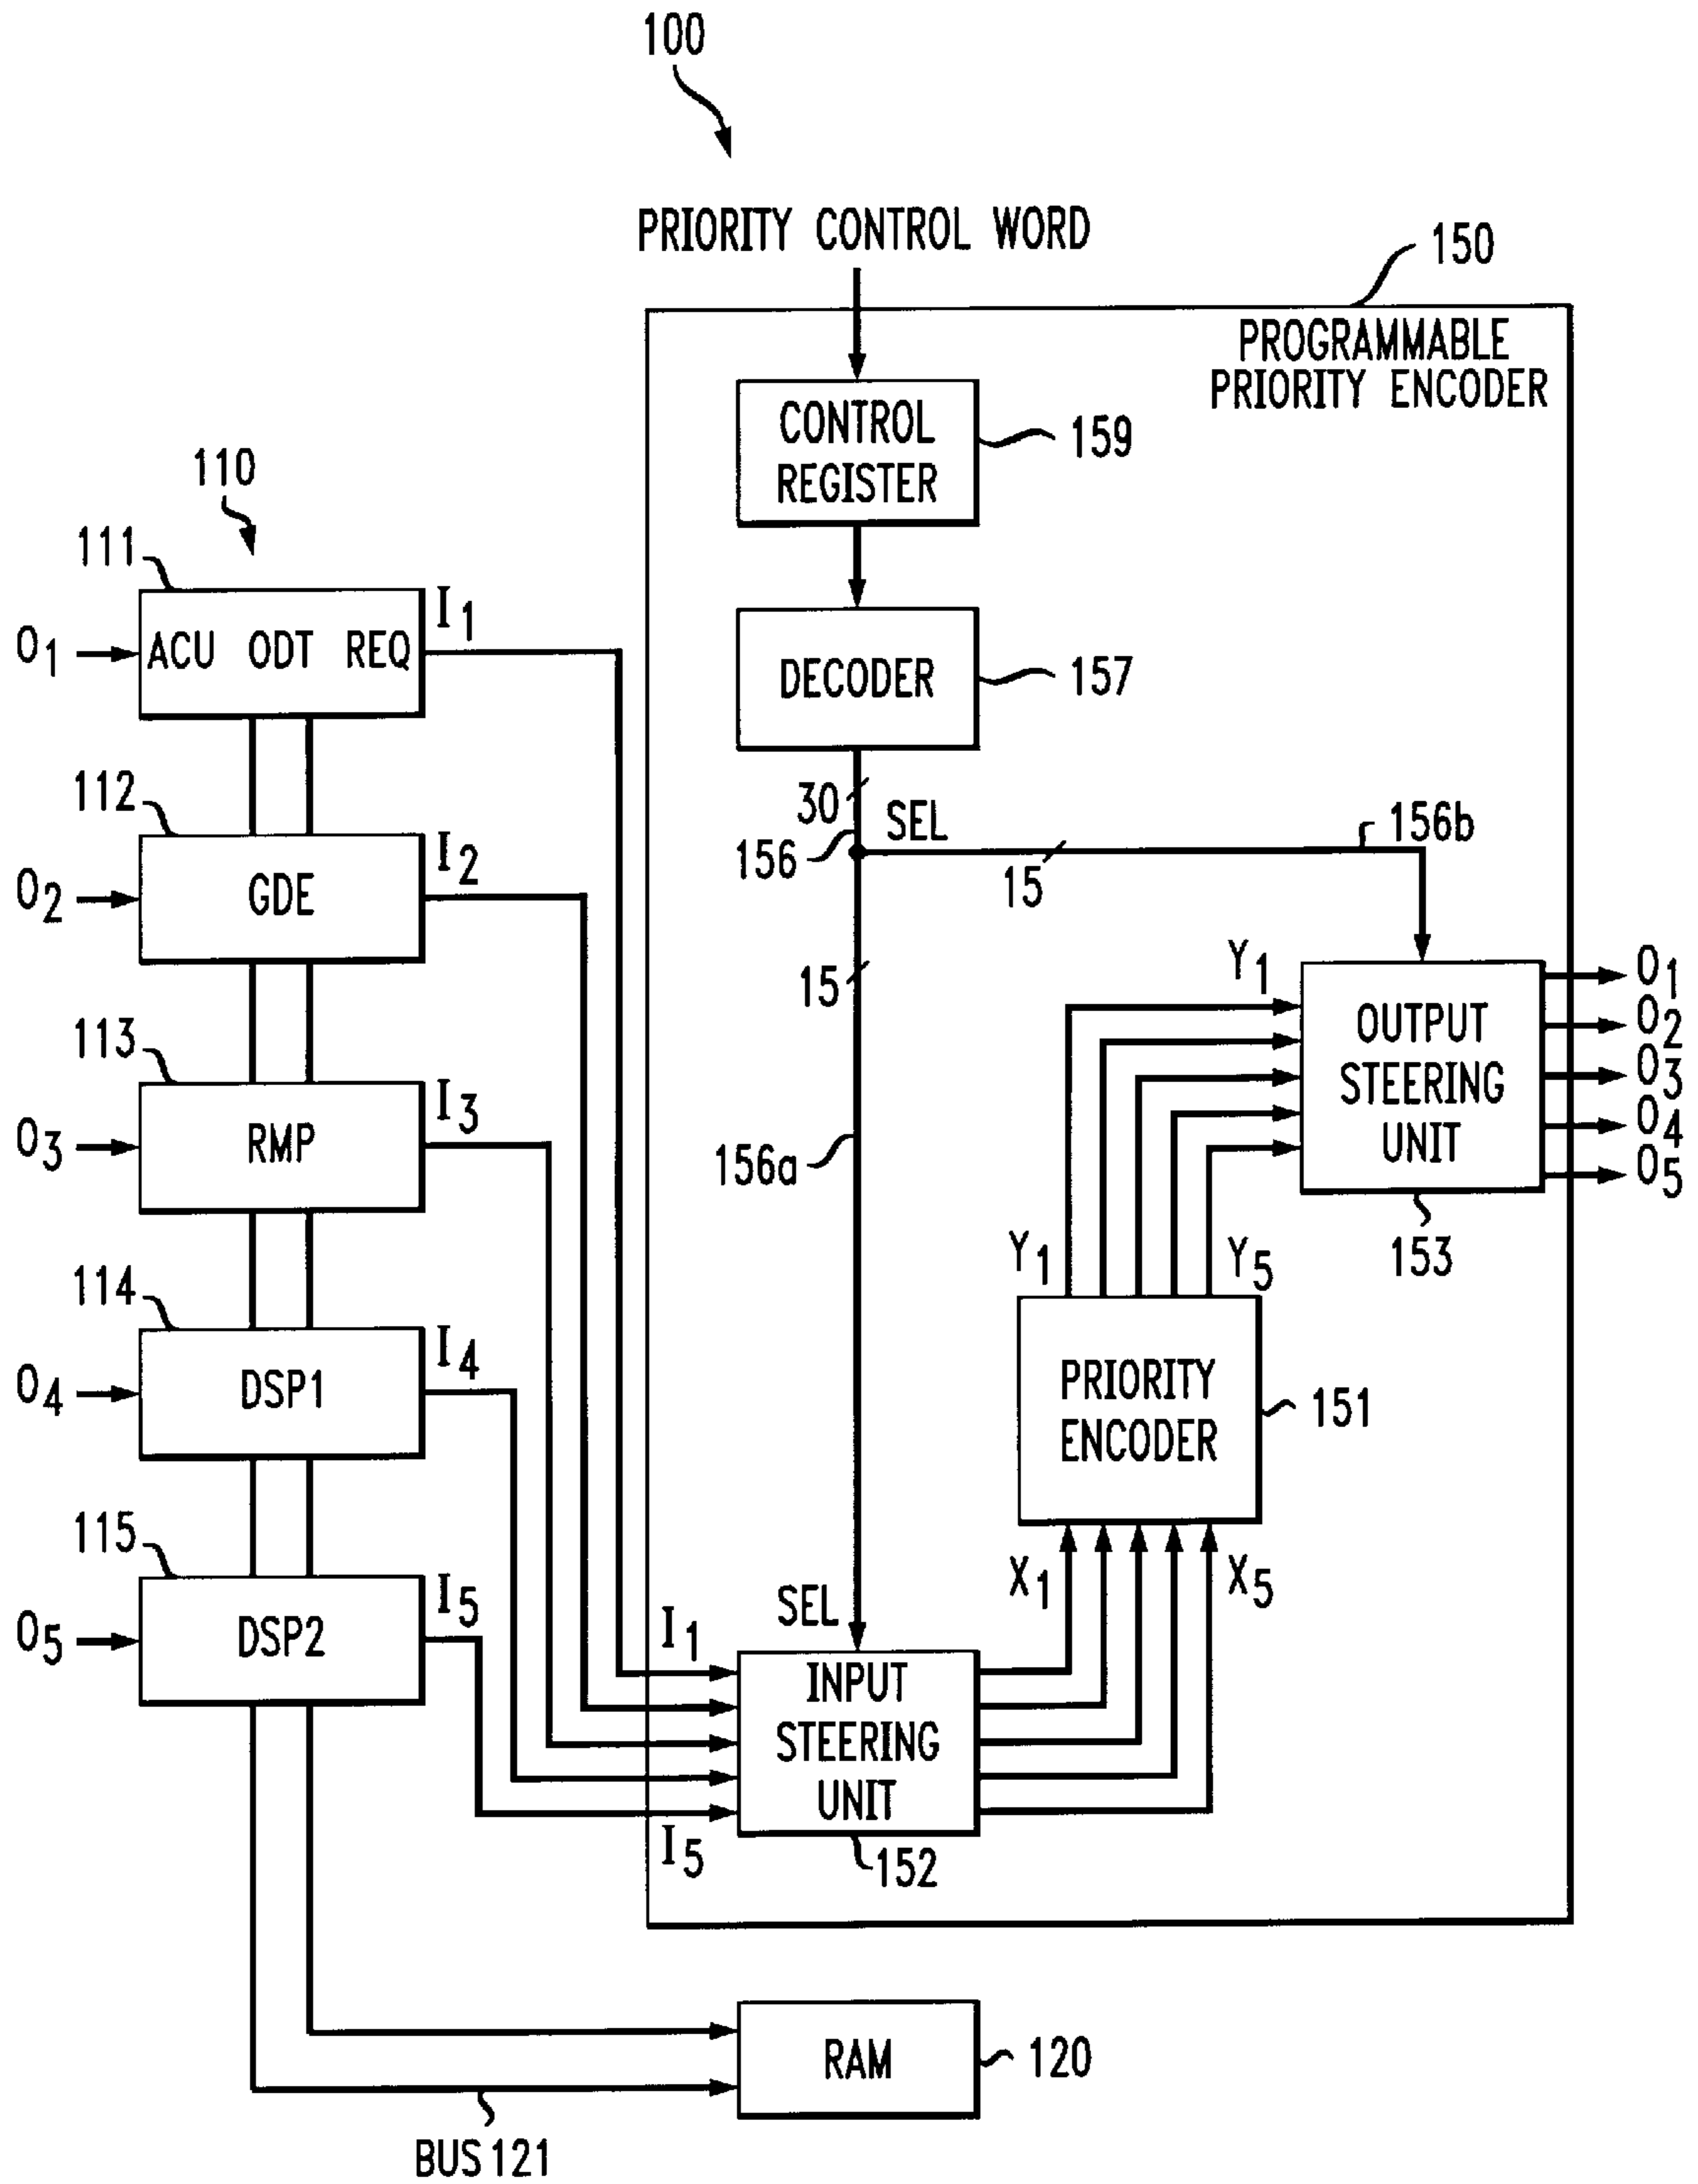 100
PRIORITY CONTROL WORD
150
PROGRAMMABLE
PRIORITY ENCODER
CONTROL
REGISTER
159
110
111
O1
ACU ODT REQ
I1
DECODER
157
112
O2
GDE
I2
30
SEL
156
15
156b
15
113
O3
RMP
I3
156a
Y1
OUTPUT
STEERING
UNIT
O1
O2
O3
O4
O5
153
114
O4
DSP1
I4
Y1
Y5
PRIORITY
ENCODER
151
115
O5
DSP2
I5
X1
X5
SEL
I1
INPUT
STEERING
UNIT
I5
152
RAM
120
BUS 121